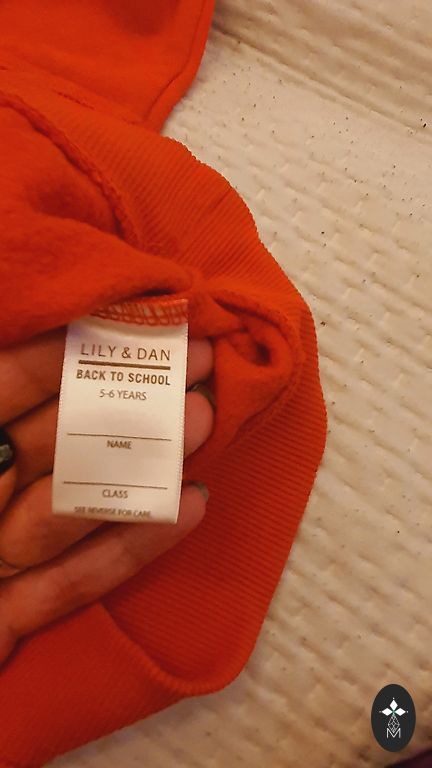 LILY & DAN
BACK TO SCHOOL
5-6 YEARS
NAME
CLASS
SEE REVERSE FOR CARE
M